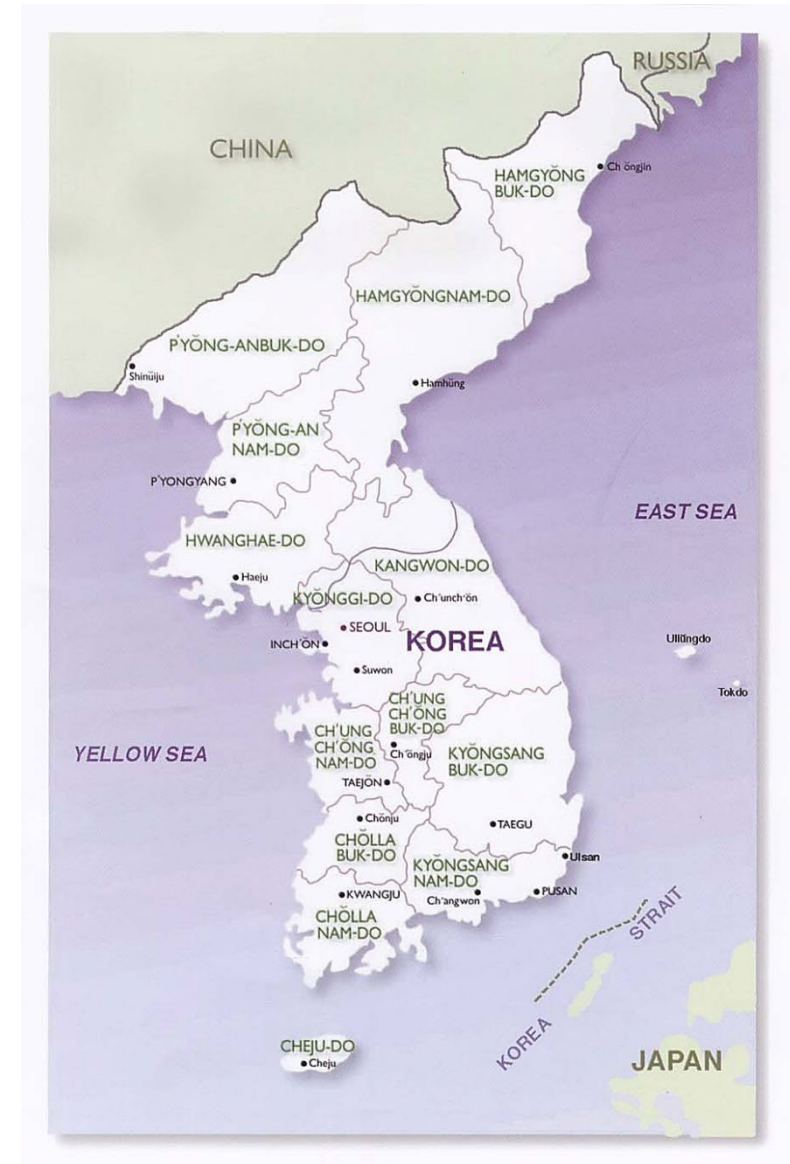 RUSSIA
CHINA
HAMGYŎNG
BUK-DO
Ch ŏngjin
HAMGYŎNGNAM-DO
P'YŎNG-ANBUK-DO
Shinŭiju
Hamhŭng
P'YŎNG-AN
NAM-DO
P'YONGYANG
EAST SEA
HWANGHAE-DO
KANGWON-DO
Haeju
KYŎNGGI-DO
Ch'unch'ŏn
SEOUL
INCH'ŎN
KOREA
Ullŭngdo
Suwon
Tokdo
CH'UNG
CH'ŎNG
BUK-DO
CH'UNG
CH'ŎNG
NAM-DO
Ch'ŏngju
YELLOW SEA
KYŎNGSANG
BUK-DO
TAEJŎN
Chŏnju
TAEGU
CHŎLLA
BUK-DO
Ulsan
KYŎNGSANG
NAM-DO
KWANGJU
Ch'angwon
PUSAN
CHŎLLA
NAM-DO
KOREA STRAIT
CHEJU-DO
Cheju
JAPAN